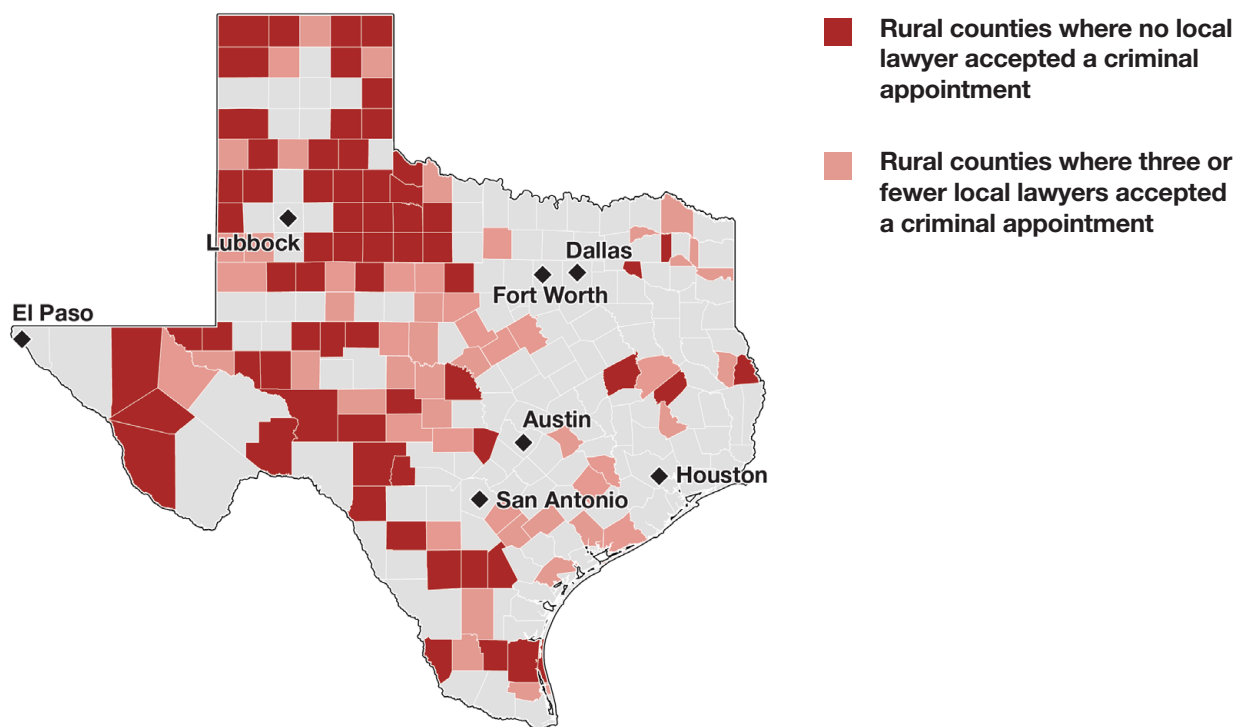 Rural counties where no local
lawyer accepted a criminal
appointment
Rural counties where three or
fewer local lawyers accepted
a criminal appointment
Lubbock
Dallas
Fort Worth
El Paso
Austin
Houston
San Antonio